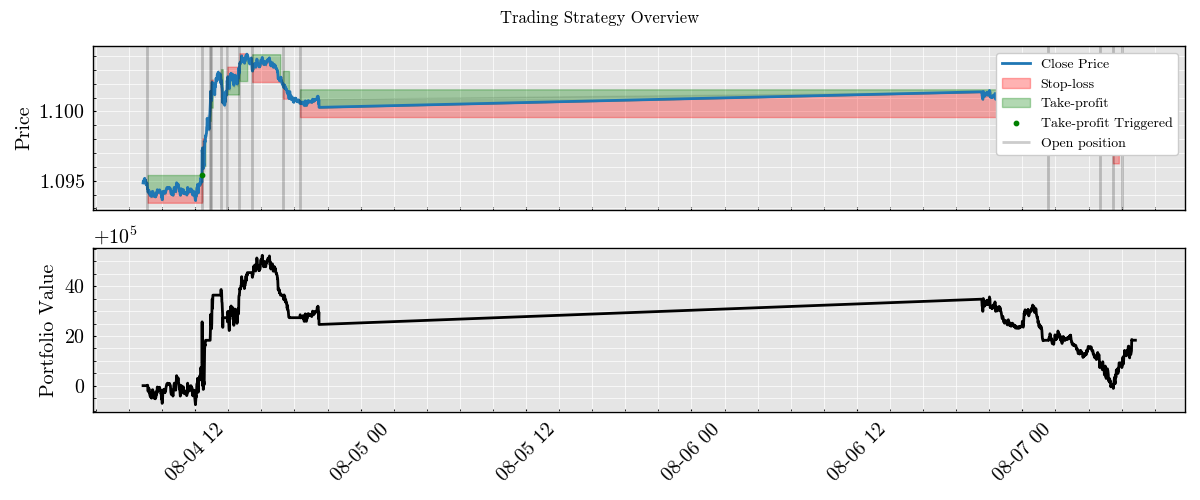 Trading Strategy Overview
Price
1.100
1.095
Close Price
Stop-loss
Take-profit
Take-profit Triggered
Open position
+10^5
Portfolio Value
40
20
0
08-04 12
08-05 00
08-05 12
08-06 00
08-06 12
08-07 00